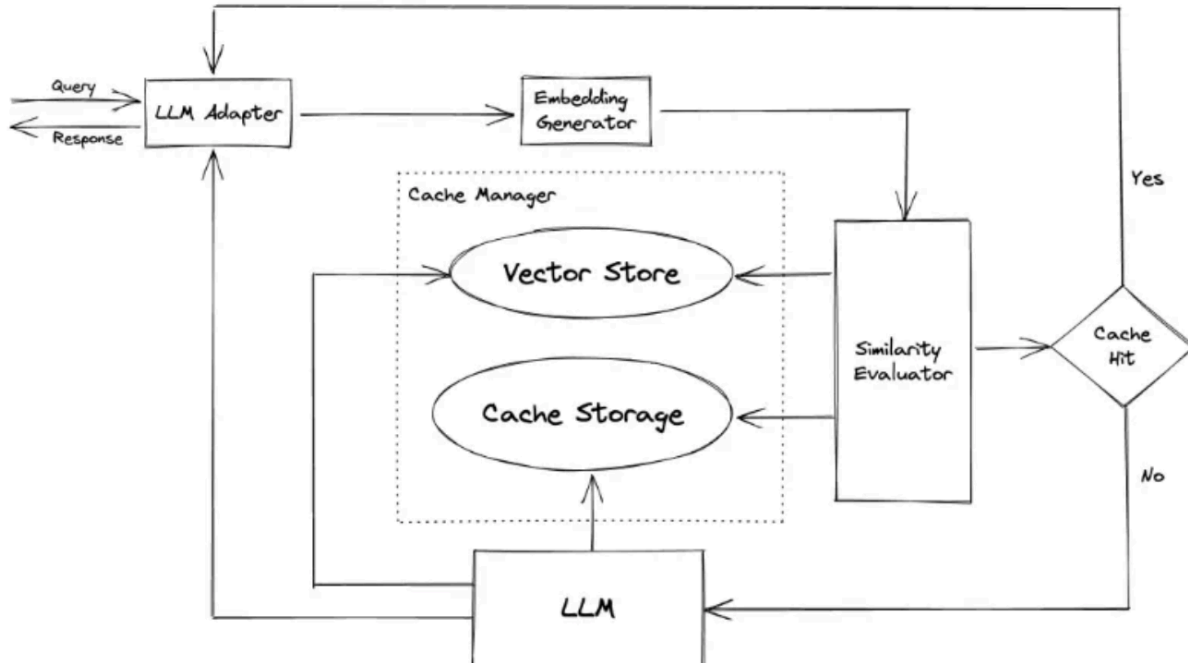 Query
Response
LLM Adapter
Embedding
Generator
Cache Manager
Vector Store
Cache Storage
Similarity
Evaluator
Yes
Cache
Hit
No
LLM